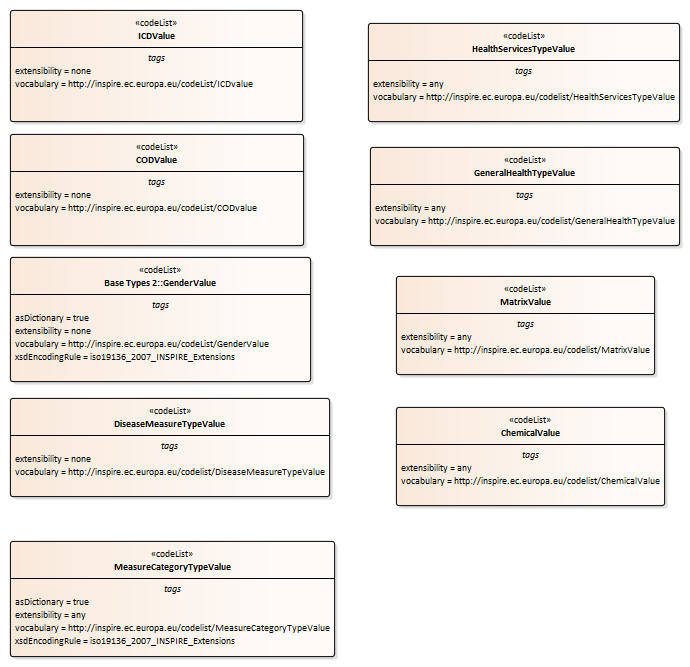 «codeList»
ICDValue
tags
extensibility = none
vocabulary = http://inspire.ec.europa.eu/codeList/ICDvalue
«codeList»
CODValue
tags
extensibility = none
vocabulary = http://inspire.ec.europa.eu/codeList/CODvalue
«codeList»
Base Types 2::GenderValue
tags
asDictionary = true
extensibility = none
vocabulary = http://inspire.ec.europa.eu/codeList/GenderValue
xsdEncodingRule = iso19136_2007_INSPIRE_Extensions
«codeList»
DiseaseMeasureTypeValue
tags
extensibility = none
vocabulary = http://inspire.ec.europa.eu/codelist/DiseaseMeasureTypeValue
«codeList»
MeasureCategoryTypeValue
tags
asDictionary = true
extensibility = any
vocabulary = http://inspire.ec.europa.eu/codelist/MeasureCategoryTypeValue
xsdEncodingRule = iso19136_2007_INSPIRE_Extensions
«codeList»
HealthServicesTypeValue
tags
extensibility = any
vocabulary = http://inspire.ec.europa.eu/codelist/HealthServicesTypeValue
«codeList»
GeneralHealthTypeValue
tags
extensibility = any
vocabulary = http://inspire.ec.europa.eu/codelist/GeneralHealthTypeValue
«codeList»
MatrixValue
tags
extensibility = any
vocabulary = http://inspire.ec.europa.eu/codelist/MatrixValue
«codeList»
ChemicalValue
tags
extensibility = any
vocabulary = http://inspire.ec.europa.eu/codelist/ChemicalValue